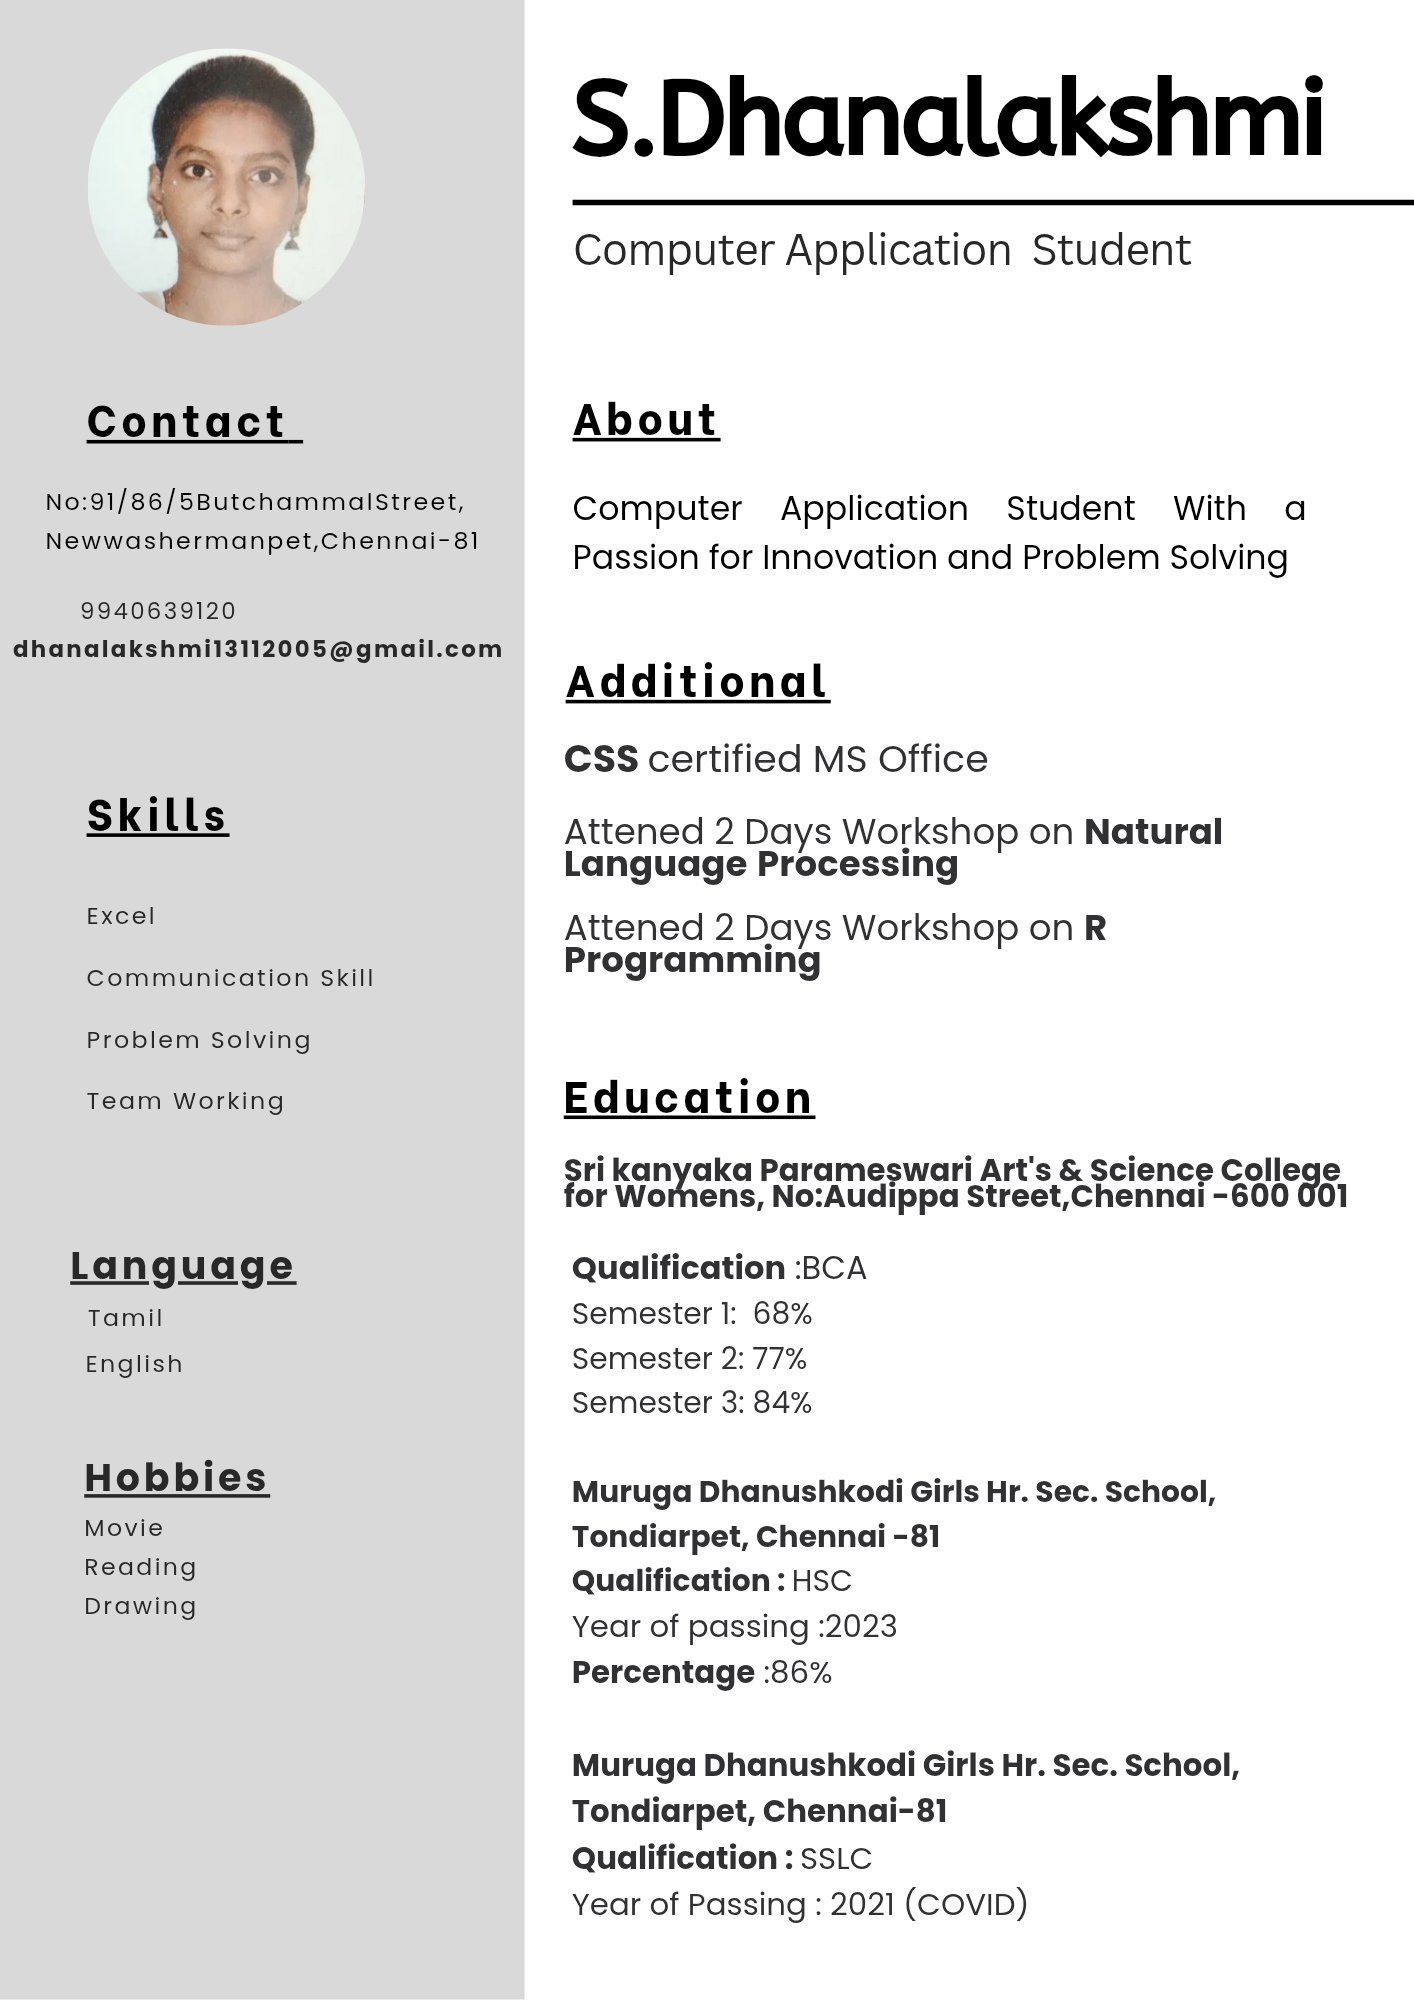 S.Dhanalakshmi
Computer Application  Student
Contact
No:91/86/5ButchammalStreet,
Newwashermanpet,Chennai-81
9940639120
dhanalakshmi13112005@gmail.com
Skills
Excel
Communication Skill
Problem Solving
Team Working
Language
Tamil
English
Hobbies
Movie
Reading
Drawing
About
Computer Application Student With a
Passion for Innovation and Problem Solving
Additional
CSS certified MS Office
Attened 2 Days Workshop on Natural
Language Processing
Attened 2 Days Workshop on R
Programming
Education
Sri kanyaka Parameswari Art's & Science College
for Womens, No:Audippa Street,Chennai -600 001
Qualification :BCA
Semester 1:  68%
Semester 2: 77%
Semester 3: 84%
Muruga Dhanushkodi Girls Hr. Sec. School,
Tondiarpet, Chennai -81
Qualification : HSC
Year of passing :2023
Percentage :86%
Muruga Dhanushkodi Girls Hr. Sec. School,
Tondiarpet, Chennai-81
Qualification : SSLC
Year of Passing : 2021 (COVID)